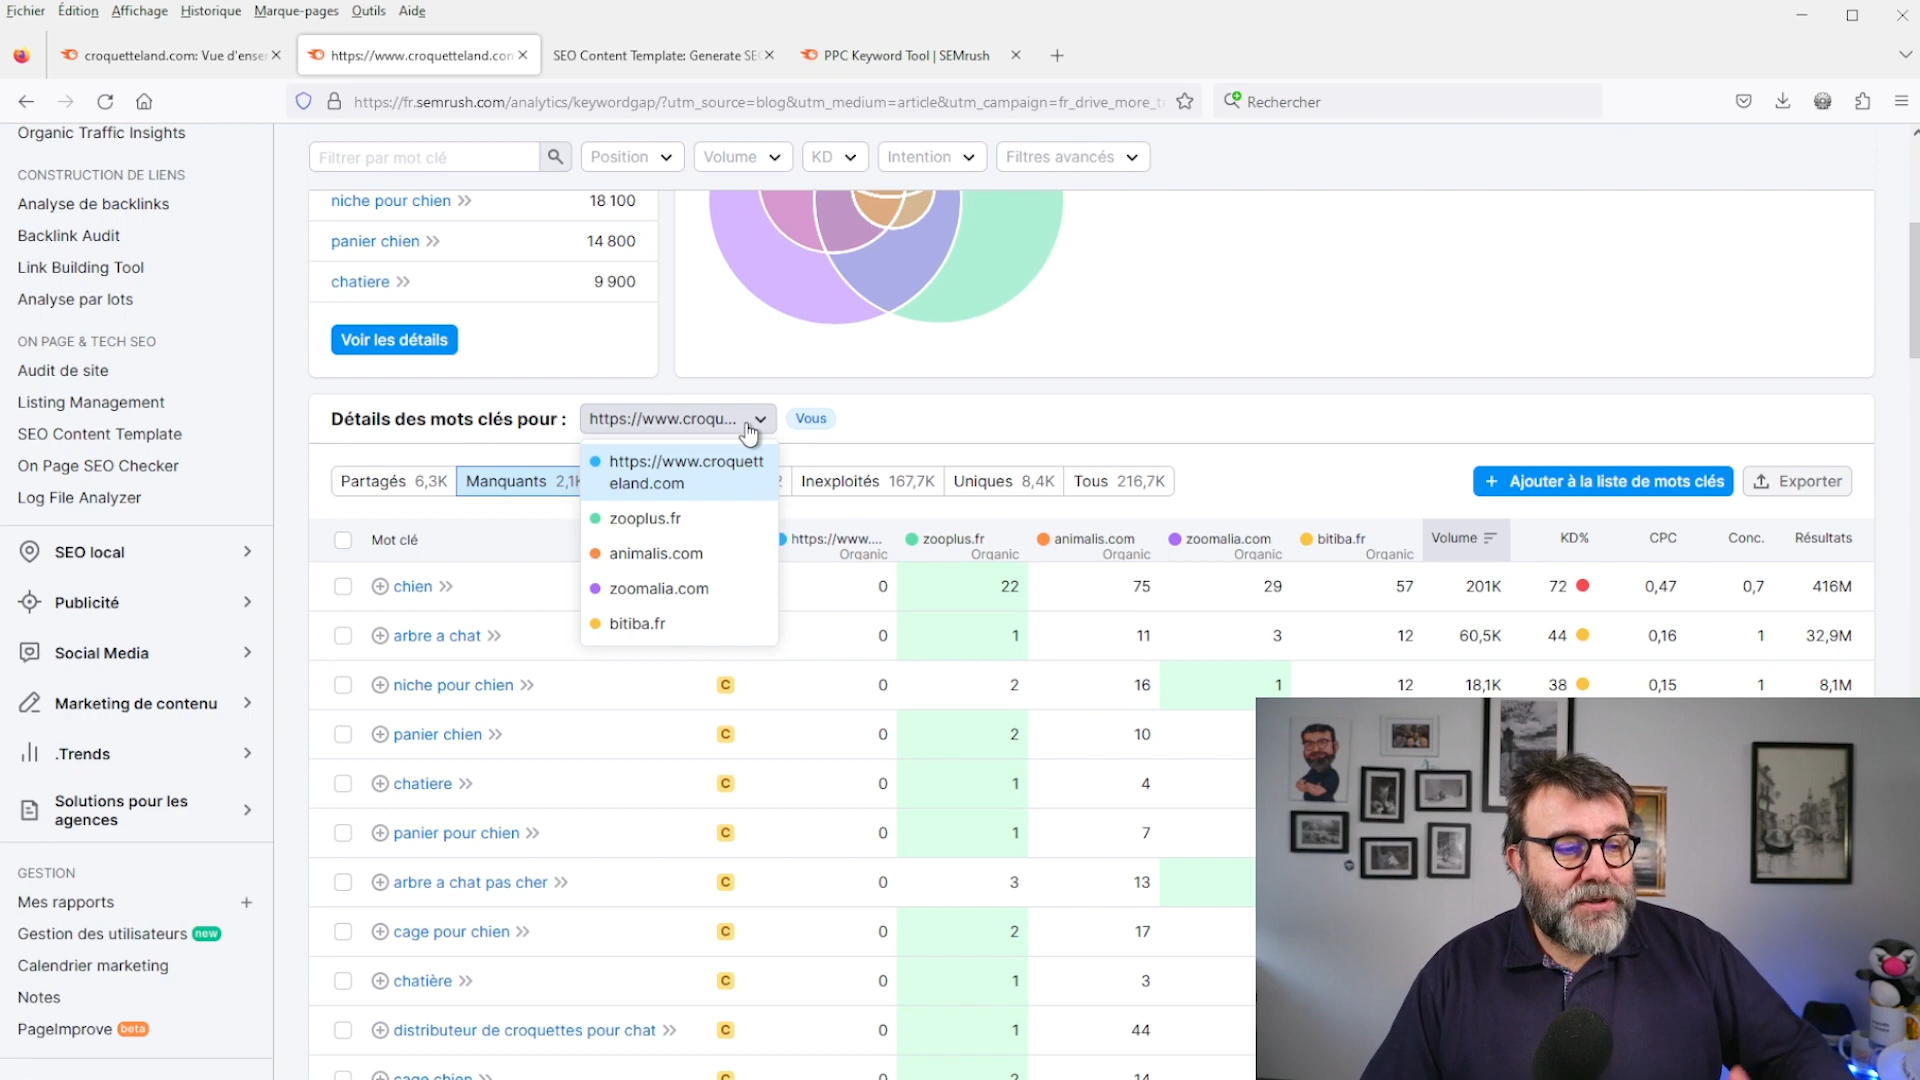 Fichier Édition Affichage Historique Marque-pages Outils Aide
croquetteland.com: Vue d'ense
https://www.croquetteland.com
SEO Content Template: Generate SEO
PPC Keyword Tool | SEMrush
https://fr.semrush.com/analytics/keywordgap/?utm_source=blog&utm_medium=article&utm_campaign=fr_drive_more_t
Rechercher
Organic Traffic Insights
CONSTRUCTION DE LIENS
Analyse de backlinks
Backlink Audit
Link Building Tool
Analyse par lots
ON PAGE & TECH SEO
Audit de site
Listing Management
SEO Content Template
On Page SEO Checker
Log File Analyzer
SEO local
Publicité
Social Media
Marketing de contenu
.Trends
Solutions pour les
agences
GESTION
Mes rapports +
Gestion des utilisateurs new
Calendrier marketing
Notes
PageImprove beta
Filtrer par mot clé Position Volume KD Intention Filtres avancés
niche pour chien 18 100
panier chien 14 800
chatiere 9 900
Voir les détails
Détails des mots clés pour : https://www.croqu... Vous
https://www.croquett
eland.com
zooplus.fr
animalis.com
zoomalia.com
bitiba.fr
Partagés 6,3K Manquants 2,1K 2 Inexploités 167,7K Uniques 8,4K Tous 216,7K
+ Ajouter à la liste de mots clés Exporter
Mot clé https://www.... zooplus.fr animalis.com zoomalia.com bitiba.fr Volume KD% CPC Conc. Résultats
Organic Organic Organic Organic Organic
chien 0 22 75 29 57 201K 72 0,47 0,7 416M
arbre a chat 0 1 11 3 12 60,5K 44 0,16 1 32,9M
niche pour chien C 0 2 16 1 12 18,1K 38 0,15 1 8,1M
panier chien C 0 2 10
chatiere C 0 1 4
panier pour chien C 0 1 7
arbre a chat pas cher C 0 3 13
cage pour chien C 0 2 17
chatière C 0 1 3
distributeur de croquettes pour chat C 0 1 44
cage chien C 0 2 14